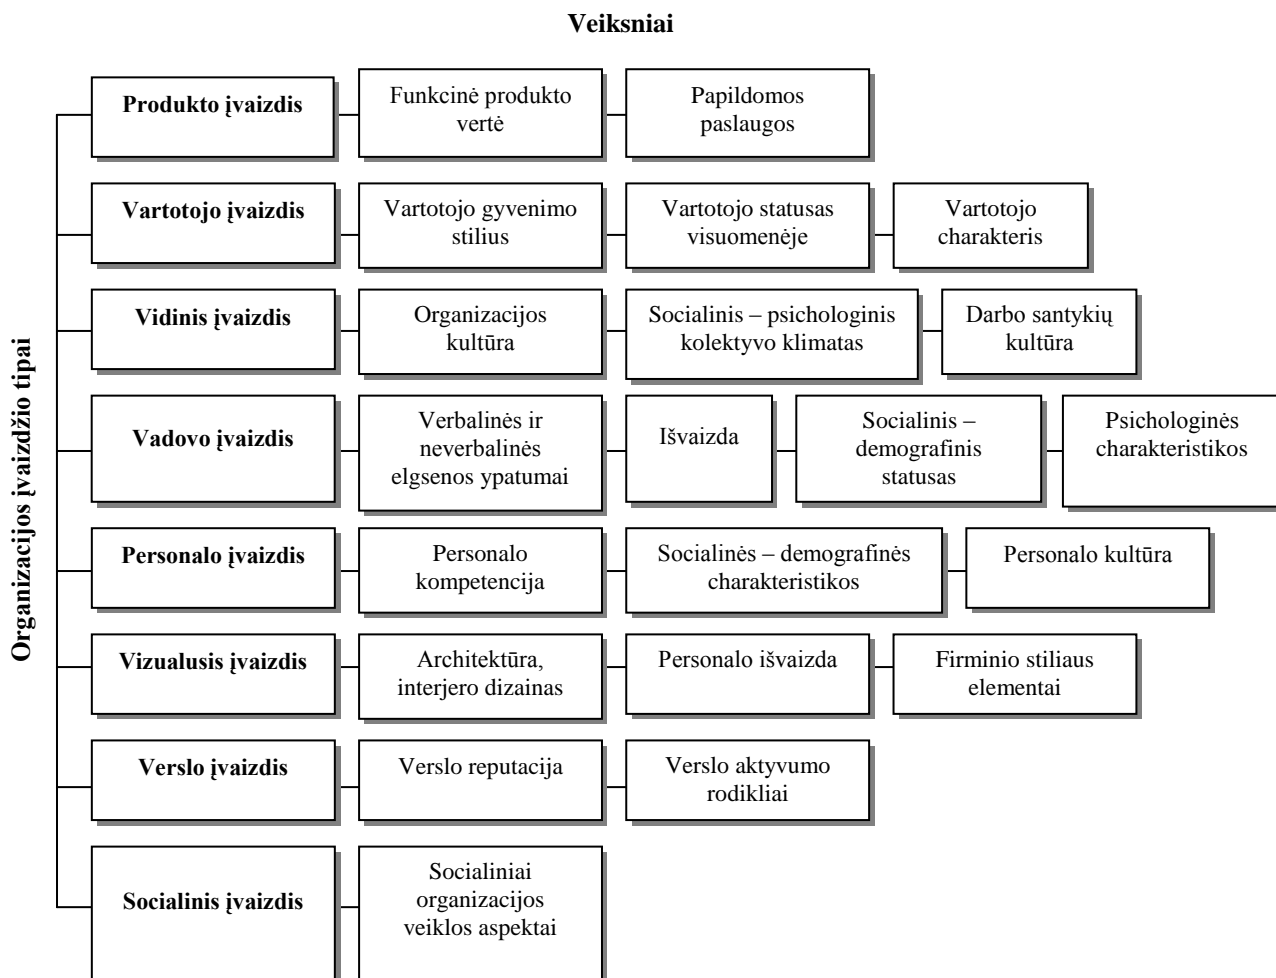 Veiksniai
Organizacijos įvaizdžio tipai
Produkto įvaizdis
Funkcinė produkto
vertė
Papildomos
paslaugos
Vartotojo įvaizdis
Vartotojo gyvenimo
stilius
Vartotojo statusas
visuomenėje
Vartotojo
charakteris
Vidinis įvaizdis
Organizacijos
kultūra
Socialinis – psichologinis
kolektyvo klimatas
Darbo santykių
kultūra
Vadovo įvaizdis
Verbalinės ir
neverbalinės
elgsenos ypatumai
Išvaizda
Socialinis –
demografinis
statusas
Psichologinės
charakteristikos
Personalo įvaizdis
Personalo
kompetencija
Socialinės – demografinės
charakteristikos
Personalo kultūra
Vizualusis įvaizdis
Architektūra,
interjero dizainas
Personalo išvaizda
Firminio stiliaus
elementai
Verslo įvaizdis
Verslo reputacija
Verslo aktyvumo
rodikliai
Socialinis įvaizdis
Socialiniai
organizacijos
veiklos aspektai